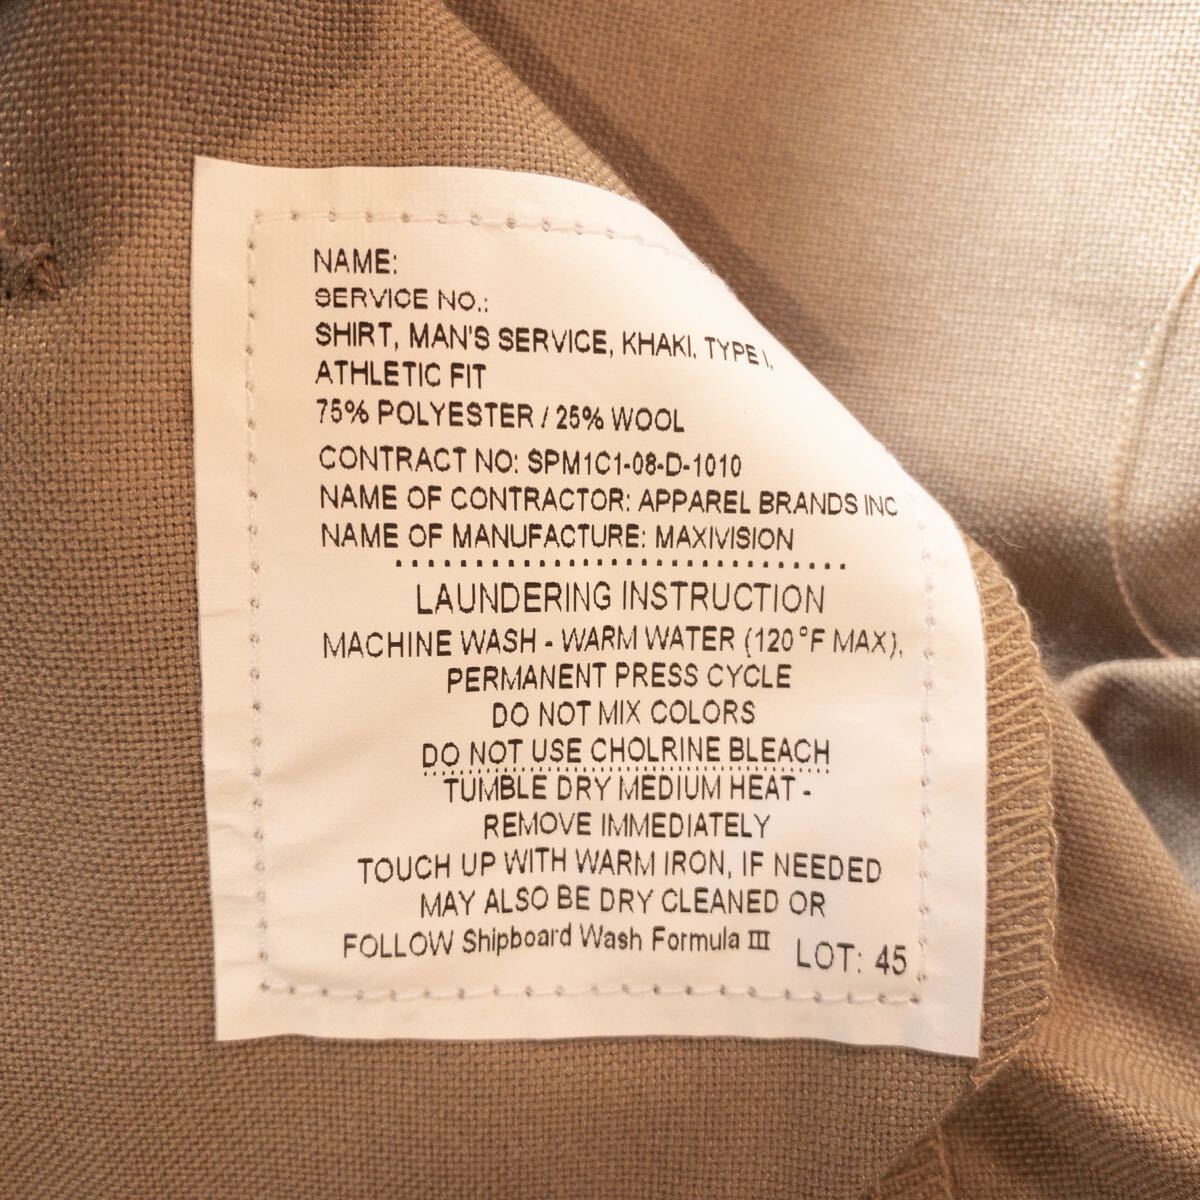 NAME:
SERVICE NO.:
SHIRT, MAN'S SERVICE, KHAKI, TYPE I,
ATHLETIC FIT
75% POLYESTER / 25% WOOL
CONTRACT NO: SPM1C1-08-D-1010
NAME OF CONTRACTOR: APPAREL BRANDS INC
NAME OF MANUFACTURE: MAXIVISION
LAUNDERING INSTRUCTION
MACHINE WASH - WARM WATER (120°F MAX),
PERMANENT PRESS CYCLE
DO NOT MIX COLORS
DO NOT USE CHOLRINE BLEACH
TUMBLE DRY MEDIUM HEAT -
REMOVE IMMEDIATELY
TOUCH UP WITH WARM IRON, IF NEEDED
MAY ALSO BE DRY CLEANED OR
FOLLOW Shipboard Wash Formula III
LOT: 45